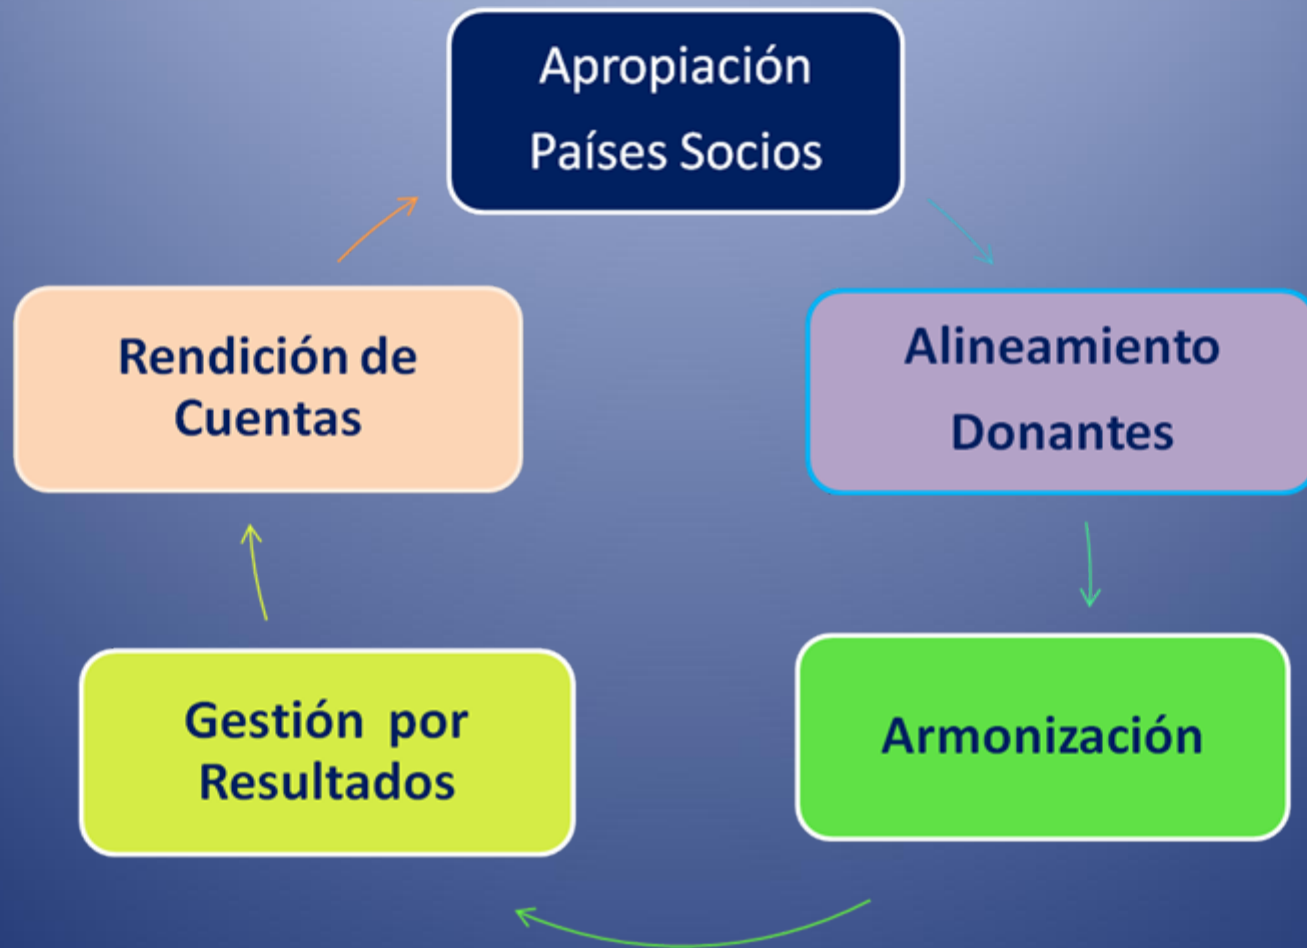 Apropiación
Países Socios
Alineamiento
Donantes
Armonización
Gestión por
Resultados
Rendición de
Cuentas